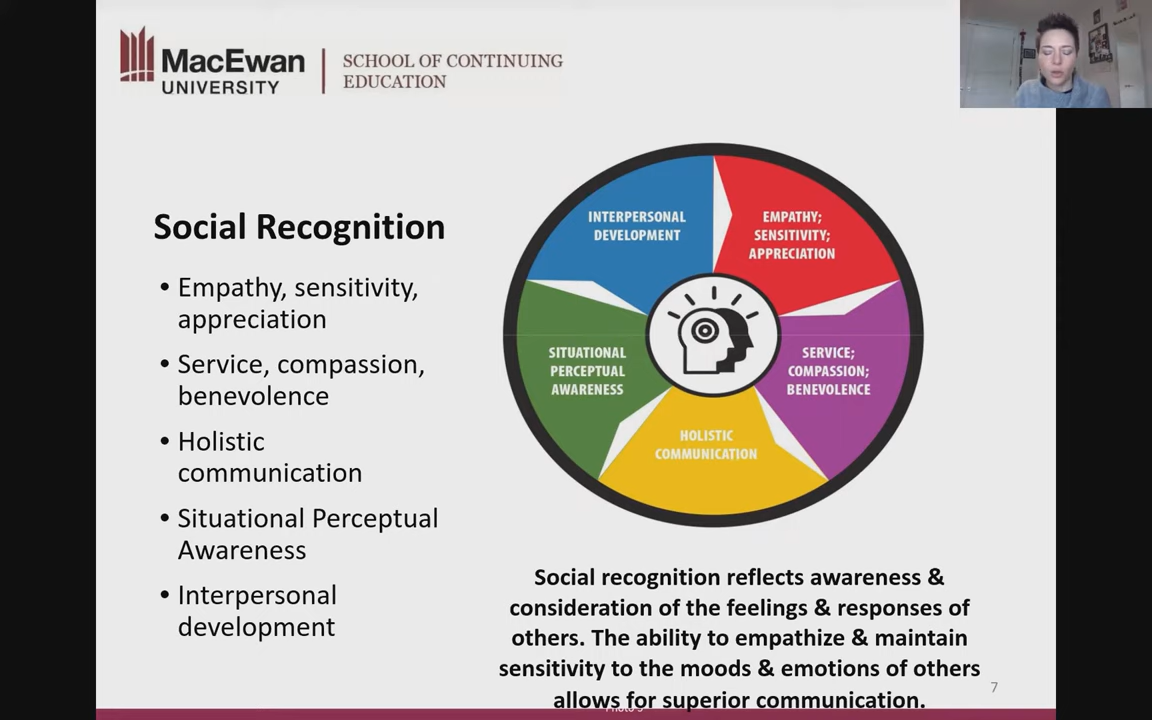 MacEwan
UNIVERSITY
SCHOOL OF CONTINUING
EDUCATION
Social Recognition
• Empathy, sensitivity,
appreciation
• Service, compassion,
benevolence
• Holistic
communication
• Situational Perceptual
Awareness
• Interpersonal
development
INTERPERSONAL
DEVELOPMENT
EMPATHY;
SENSITIVITY;
APPRECIATION
SITUATIONAL
PERCEPTUAL
AWARENESS
SERVICE;
COMPASSION;
BENEVOLENCE
HOLISTIC
COMMUNICATION
Social recognition reflects awareness &
consideration of the feelings & responses of
others. The ability to empathize & maintain
sensitivity to the moods & emotions of others
allows for superior communication.
7